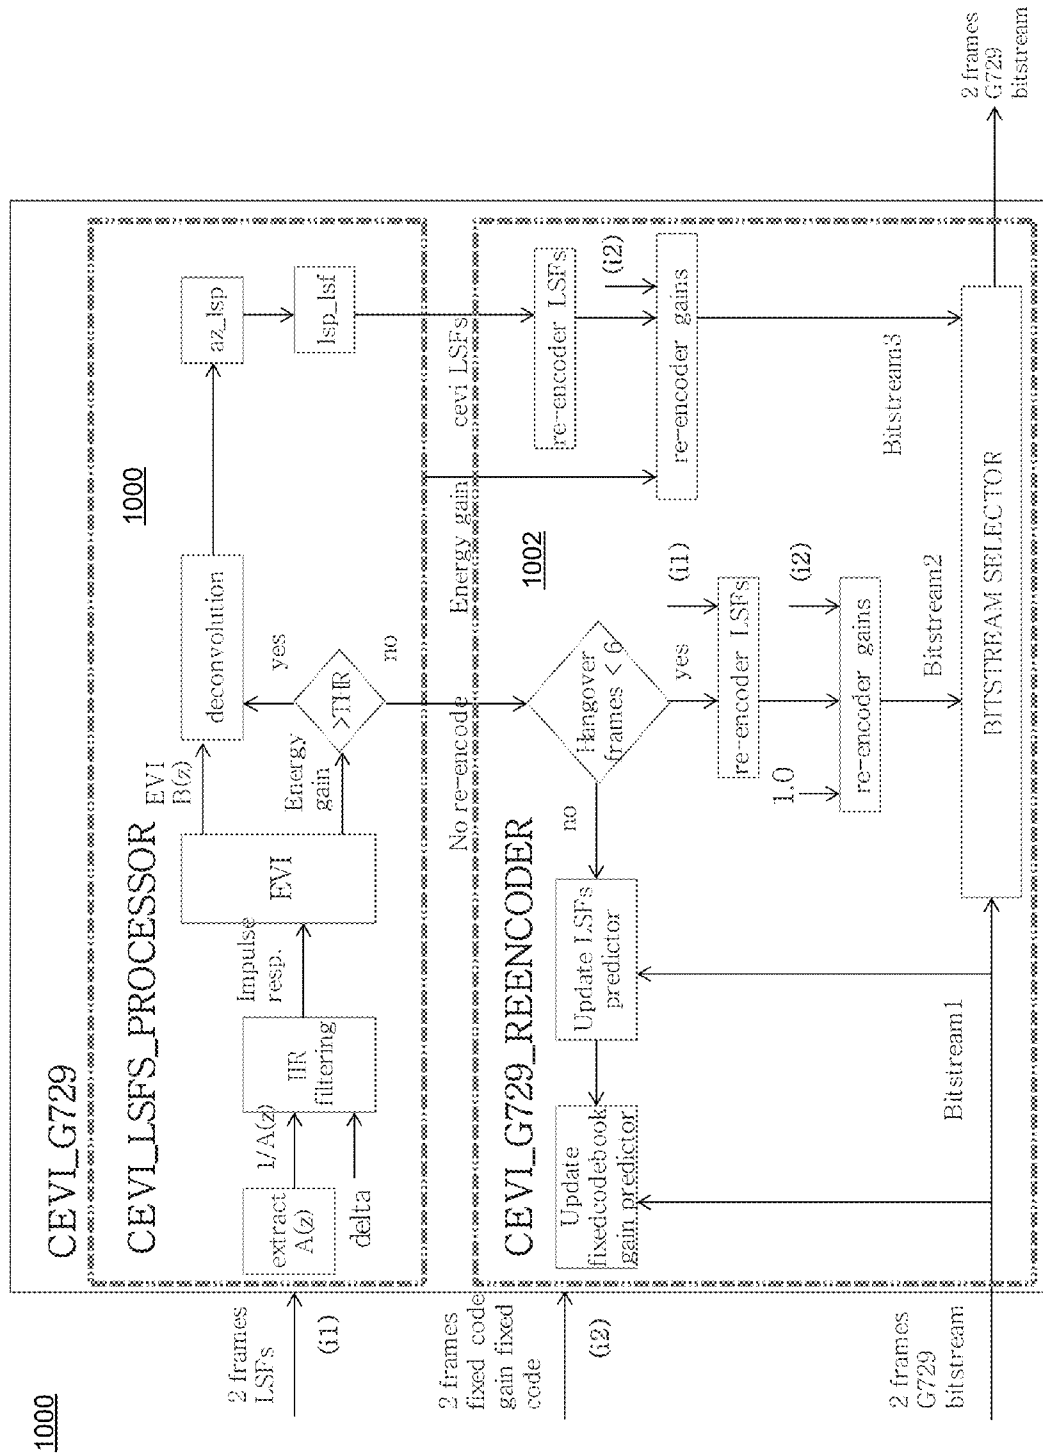 1000
CEVI_G729
CEVI_LSFS_PROCESSOR
1000
2 frames
LSFs
(i1)
extract
A(z)
1/A(z)
delta
IIR
filtering
Impulse
resp.
EVI
EVI
B(z)
Energy
gain
deconvolution
yes
>THR
no
az_lsp
lsp_lsf
No re-encode
Energy gain
cevi LSFs
2 frames
fixed code
gain fixed
code
(i2)
CEVI_G729_REENCODER
1002
Update
fixedcodebook
gain predictor
Update LSFs
predictor
no
Hangover
frames < 6
yes
(i1)
re-encoder LSFs
1.0
(i2)
re-encoder gains
Bitstream2
re-encoder LSFs
(i2)
re-encoder gains
Bitstream3
Bitstream1
BITSTREAM SELECTOR
2 frames
G729
bitstream
2 frames
G729
bitstream